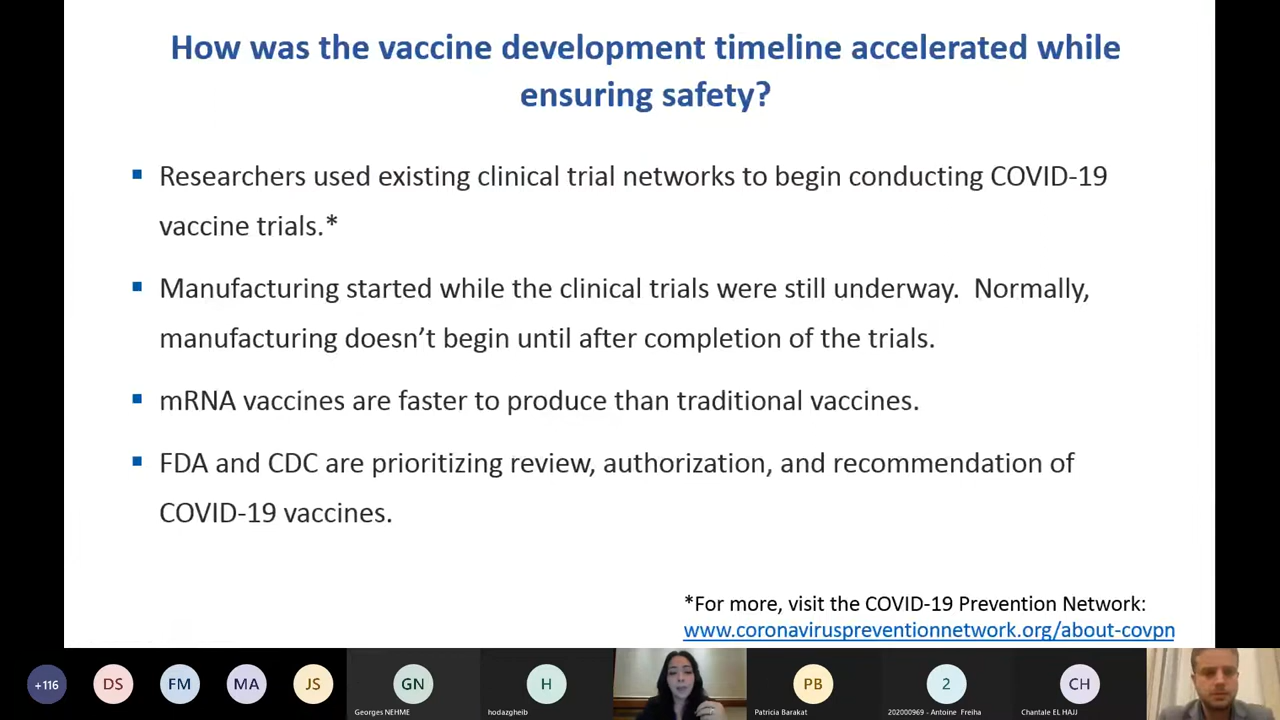 How was the vaccine development timeline accelerated while
ensuring safety?
Researchers used existing clinical trial networks to begin conducting COVID-19
vaccine trials.*
Manufacturing started while the clinical trials were still underway.  Normally,
manufacturing doesn't begin until after completion of the trials.
mRNA vaccines are faster to produce than traditional vaccines.
FDA and CDC are prioritizing review, authorization, and recommendation of
COVID-19 vaccines.
*For more, visit the COVID-19 Prevention Network:
www.coronaviruspreventionnetwork.org/about-covpn
+116 DS FM MA JS GN H PB 2 CH
Georges NEHME hodazgheib Patricia Barakat 202000969 - Antoine Freiha Chantale EL HAJJ